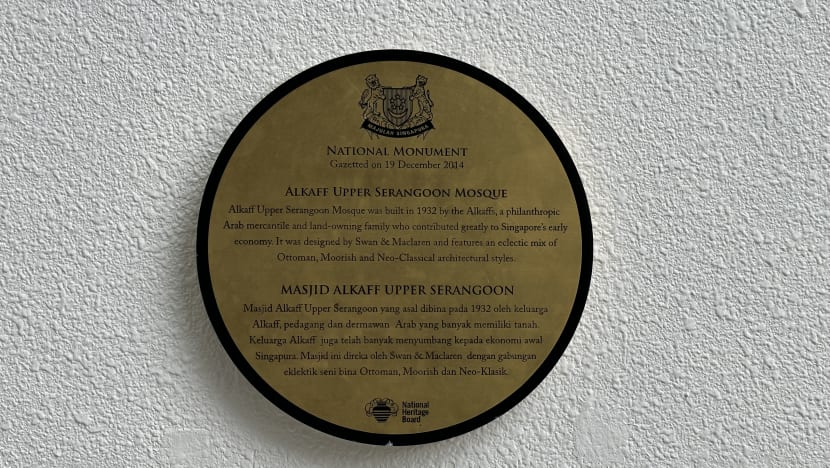 MAJULAH SINGAPURA
NATIONAL MONUMENT
Gazetted on 19 December 2014
ALKAFF UPPER SERANGOON MOSQUE
Alkaff Upper Serangoon Mosque was built in 1932 by the Alkaffs, a philanthropic
Arab mercantile and land-owning family who contributed greatly to Singapore's early
economy. It was designed by Swan & Maclaren and features an eclectic mix of
Ottoman, Moorish and Neo-Classical architectural styles.
MASJID ALKAFF UPPER SERANGOON
Masjid Alkaff Upper Serangoon yang asal dibina pada 1932 oleh keluarga
Alkaff, pedagang dan dermawan Arab yang banyak memiliki tanah.
Keluarga Alkaff juga telah banyak menyumbang kepada ekonomi awal
Singapura. Masjid ini direka oleh Swan & Maclaren dengan gabungan
eklektik seni bina Ottoman, Moorish dan Neo-Klasik.
National
Heritage
Board